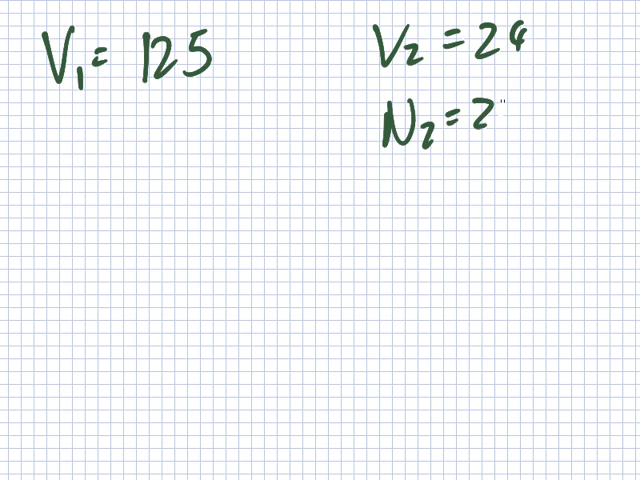 V₁= 125
V₂ = 24
N₂ = 2